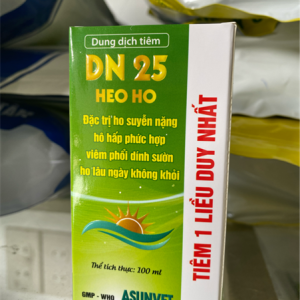 Dung dịch tiêm
DN 25
HEO HO
Đặc trị ho suyễn nặng
hô hấp phức hợp
viêm phổi dính sườn
ho lâu ngày không khỏi
Thể tích thực: 100 ml
GMP - WHO ASUNVET
TIÊM 1 LIỀU DUY NHẤT